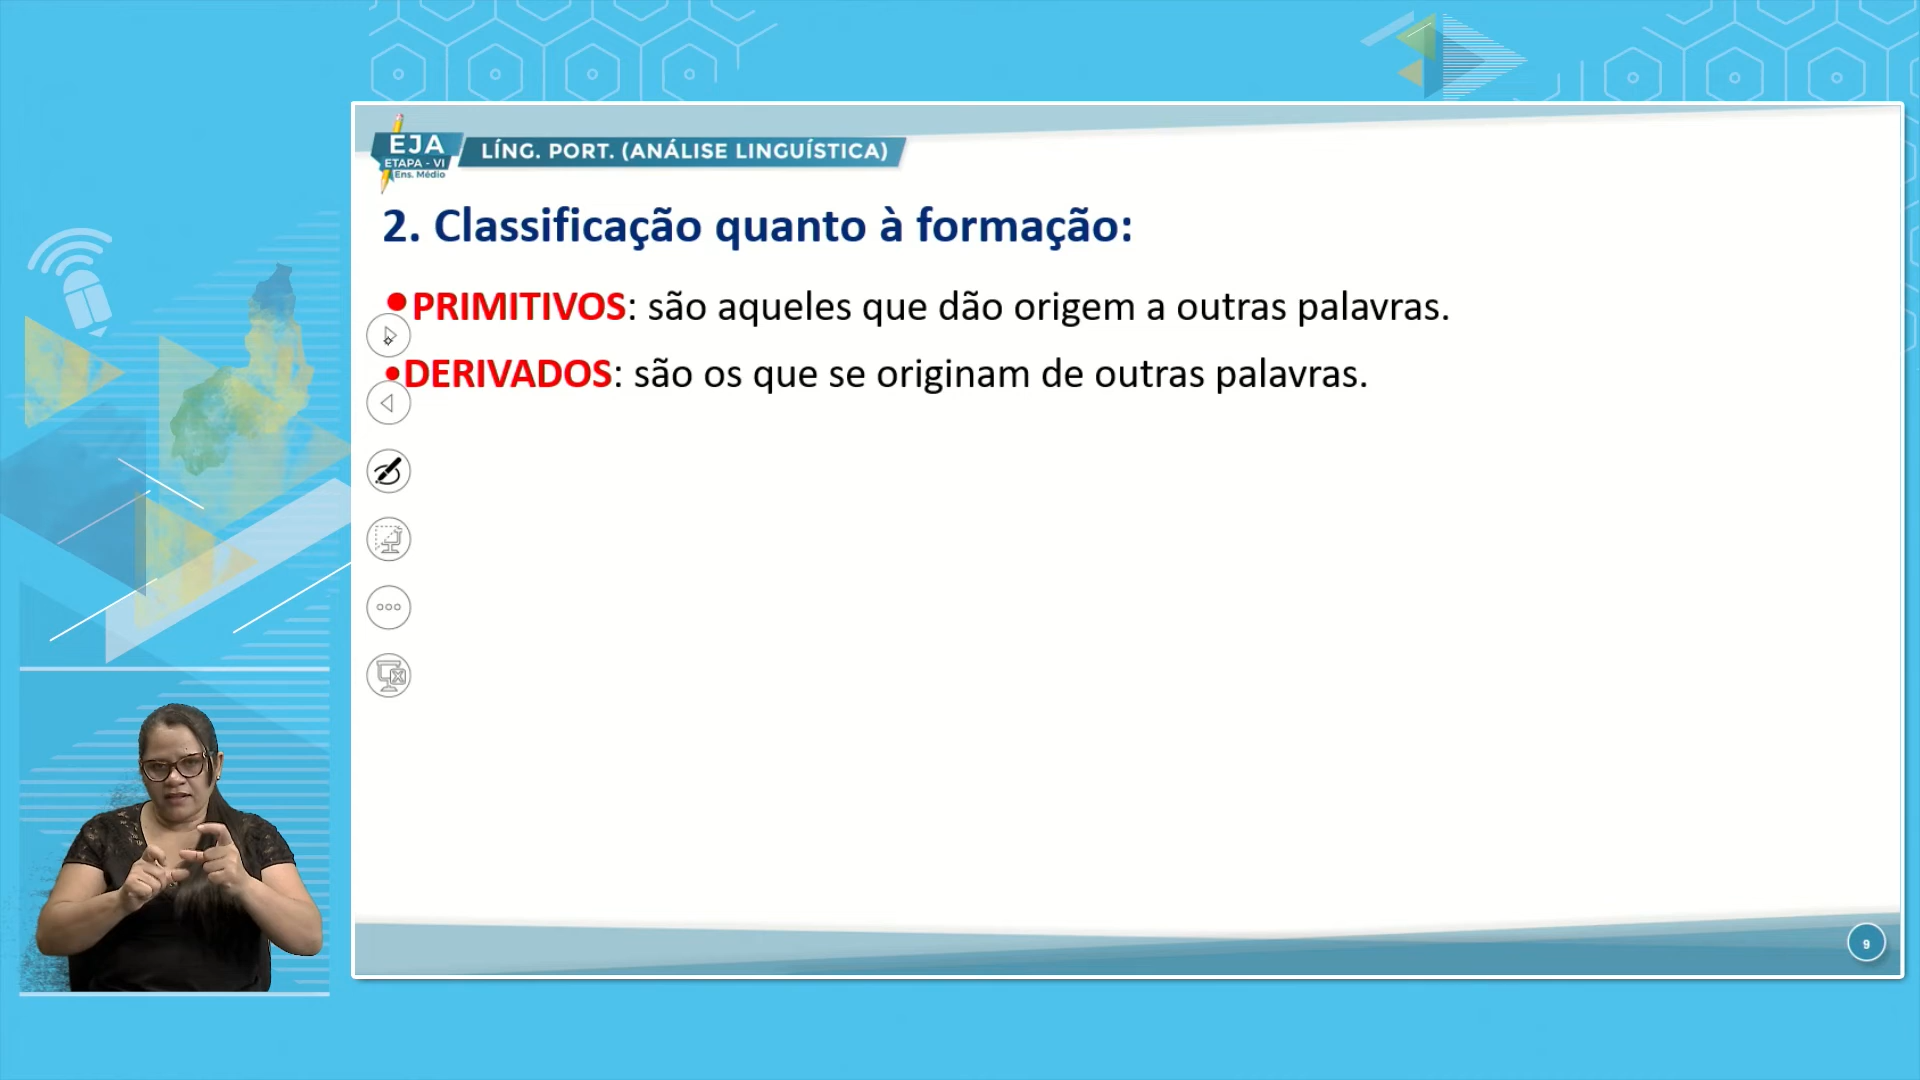 EJA
ETAPA - VI
Ens. Médio
LÍNG. PORT. (ANÁLISE LINGUÍSTICA)
2. Classificação quanto à formação:
•PRIMITIVOS: são aqueles que dão origem a outras palavras.
•DERIVADOS: são os que se originam de outras palavras.
9